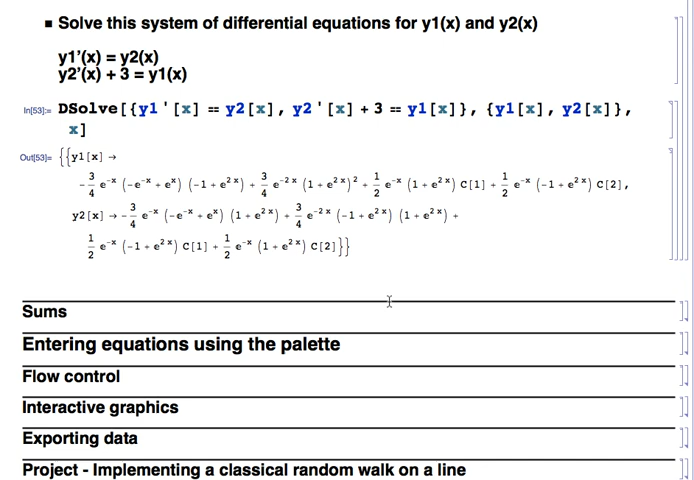 ▪ Solve this system of differential equations for y1(x) and y2(x)
y1'(x) = y2(x)
y2'(x) + 3 = y1(x)
In[53]:= DSolve[{y1'[x] == y2[x], y2'[x] + 3 == y1[x]}, {y1[x], y2[x]},
x]
Out[53]= {{y1[x] →
-3/4 e^-x (-e^-x + e^x) (-1 + e^2x) + 3/4 e^-2x (1 + e^2x)^2 + 1/2 e^-x (1 + e^2x) C[1] + 1/2 e^-x (-1 + e^2x) C[2],
y2[x] → -3/4 e^-x (-e^-x + e^x) (1 + e^2x) + 3/4 e^-2x (-1 + e^2x) (1 + e^2x) +
1/2 e^-x (-1 + e^2x) C[1] + 1/2 e^-x (1 + e^2x) C[2]}}
Sums
Entering equations using the palette
Flow control
Interactive graphics
Exporting data
Project - Implementing a classical random walk on a line